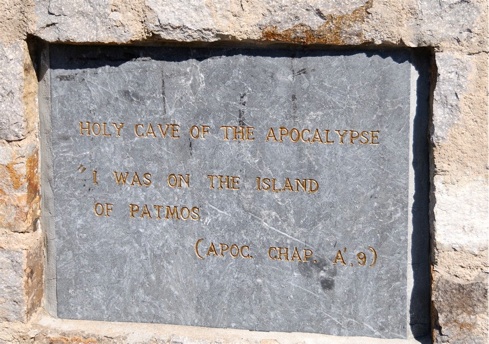 HOLY CAVE OF THE APOCALYPSE
"I WAS ON THE ISLAND
OF PATMOS.
(APOC. CHAP. A'. 9)